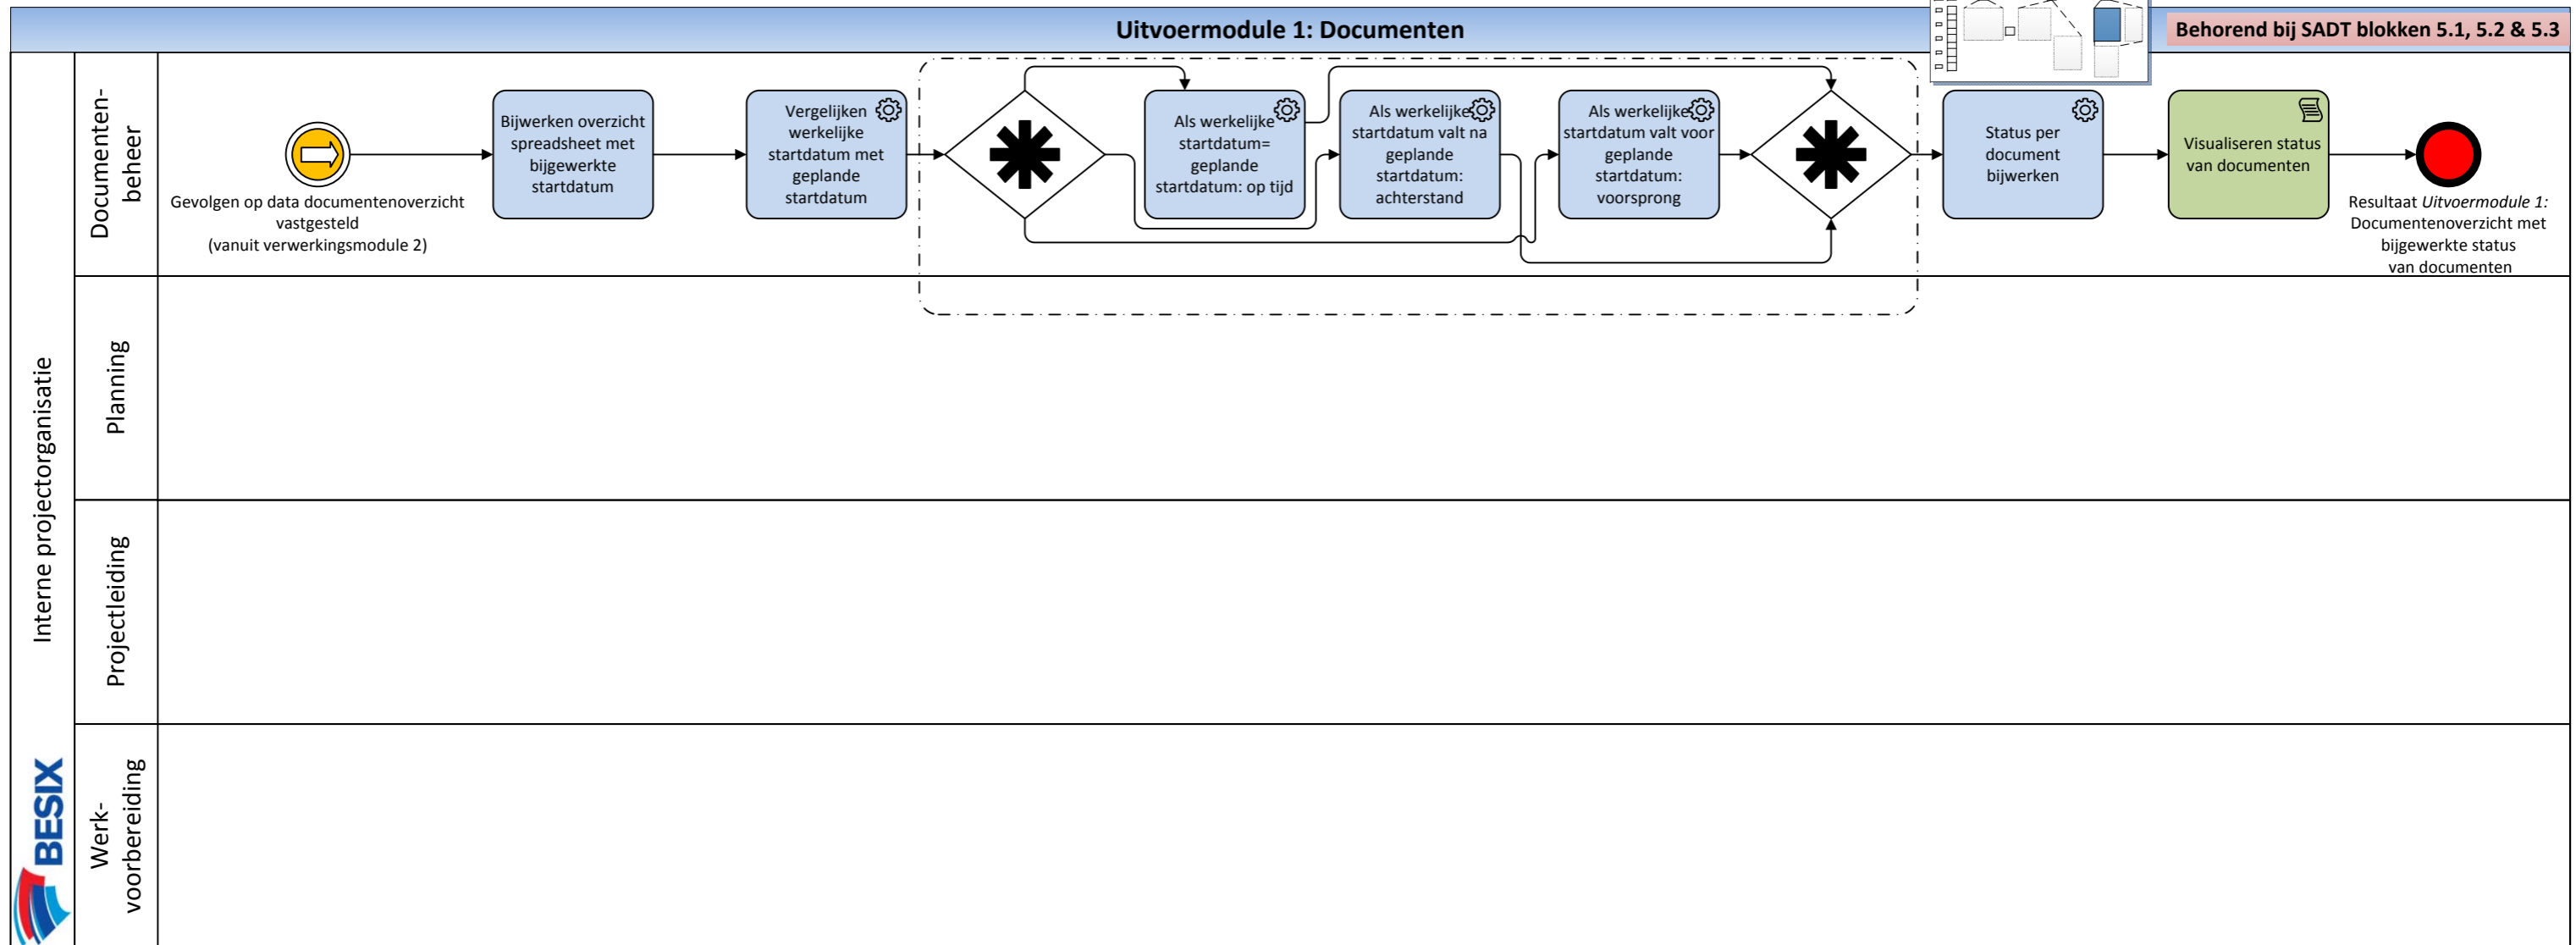 Uitvoermodule 1: Documenten
Behorend bij SADT blokken 5.1, 5.2 & 5.3
Interne projectorganisatie
Documenten-
beheer
Gevolgen op data documentenoverzicht
vastgesteld
(vanuit verwerkingsmodule 2)
Bijwerken overzicht
spreadsheet met
bijgewerkte
startdatum
Vergelijken
werkelijke
startdatum met
geplande
startdatum
Als werkelijke
startdatum=
geplande
startdatum: op tijd
Als werkelijke
startdatum valt na
geplande
startdatum:
achterstand
Als werkelijke
startdatum valt voor
geplande
startdatum:
voorsprong
Status per
document
bijwerken
Visualiseren status
van documenten
Resultaat Uitvoermodule 1:
Documentenoverzicht met
bijgewerkte status
van documenten
Planning
Projectleiding
Werk-
voorbereiding
BESIX